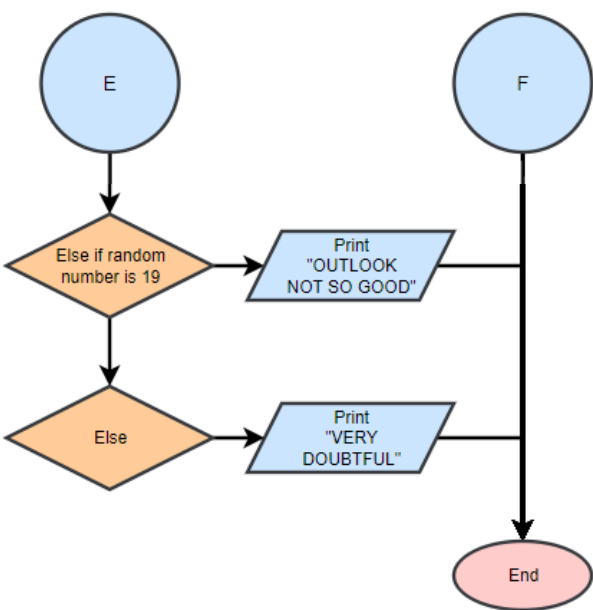 E
F
Else if random
number is 19
Print
"OUTLOOK
NOT SO GOOD"
Else
Print
"VERY
DOUBTFUL"
End